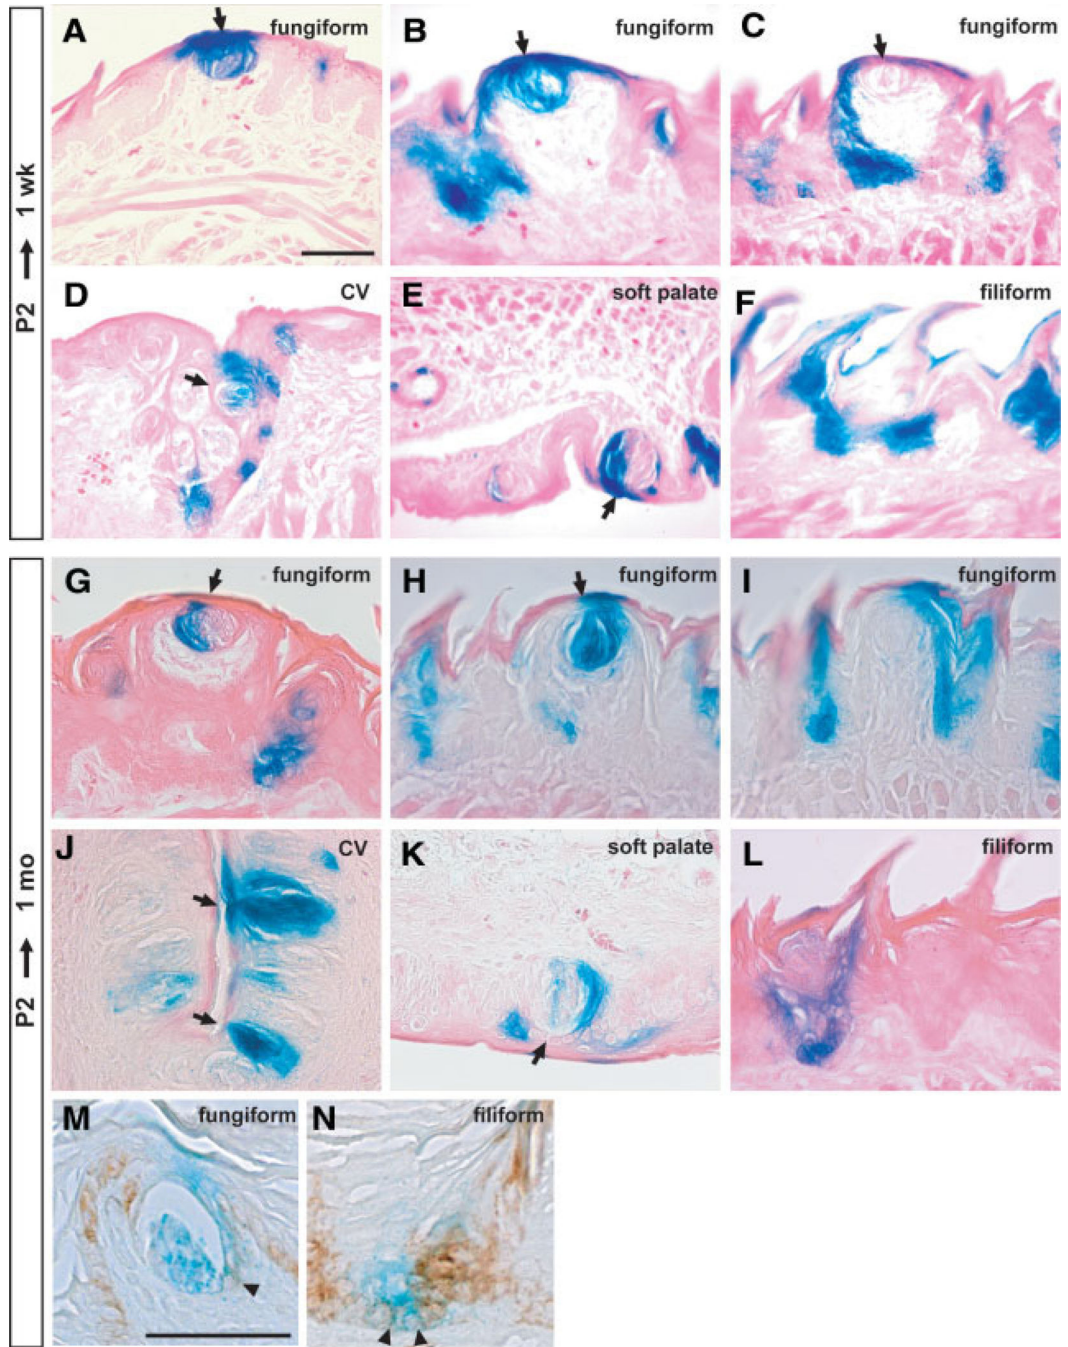 P2 → 1 wk
A fungiform
B fungiform
C fungiform
D CV
E soft palate
F filiform
P2 → 1 mo
G fungiform
H fungiform
I fungiform
J CV
K soft palate
L filiform
M fungiform
N filiform